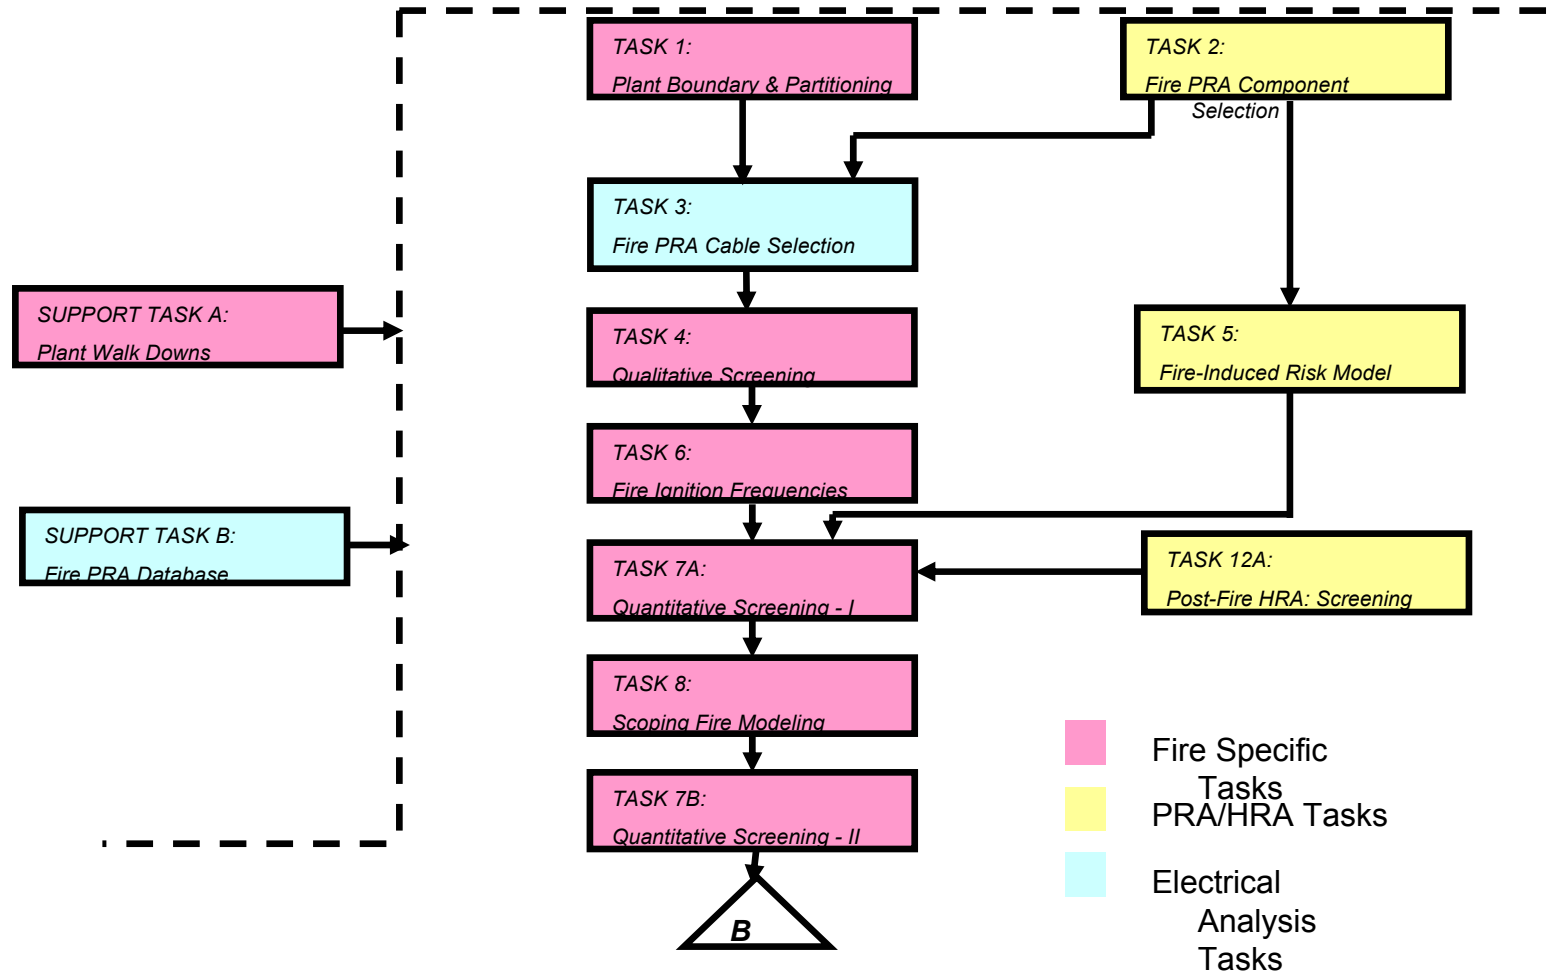 TASK 1:
Plant Boundary & Partitioning
TASK 2:
Fire PRA Component
Selection
TASK 3:
Fire PRA Cable Selection
SUPPORT TASK A:
Plant Walk Downs
TASK 4:
Qualitative Screening
TASK 5:
Fire-Induced Risk Model
TASK 6:
Fire Ignition Frequencies
SUPPORT TASK B:
Fire PRA Database
TASK 7A:
Quantitative Screening - I
TASK 12A:
Post-Fire HRA: Screening
TASK 8:
Scoping Fire Modeling
TASK 7B:
Quantitative Screening - II
B
Fire Specific
Tasks
PRA/HRA Tasks
Electrical
Analysis
Tasks